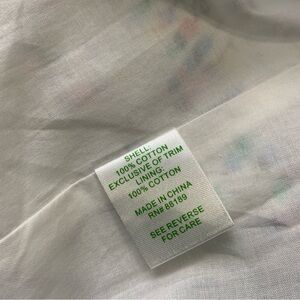 SHELL:
100% COTTON
EXCLUSIVE OF TRIM
LINING:
100% COTTON
MADE IN CHINA
RN# 88189
SEE REVERSE
FOR CARE